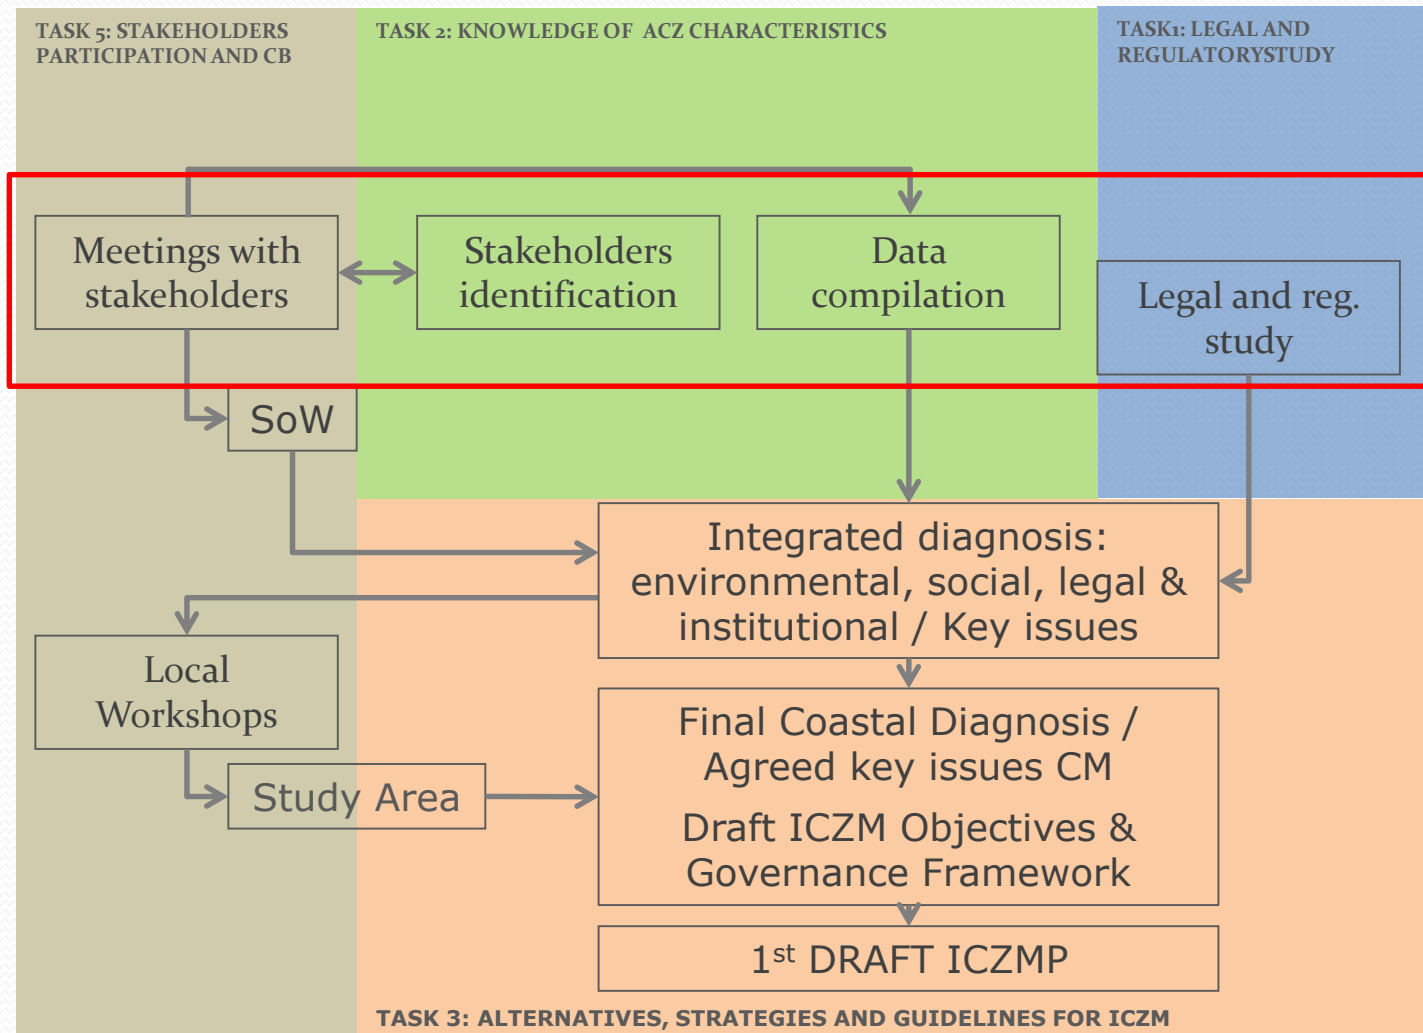 TASK 5: STAKEHOLDERS
PARTICIPATION AND CB
TASK 2: KNOWLEDGE OF ACZ CHARACTERISTICS
TASK1: LEGAL AND
REGULATORYSTUDY
Meetings with
stakeholders
Stakeholders
identification
Data
compilation
Legal and reg.
study
SoW
Integrated diagnosis:
environmental, social, legal &
institutional / Key issues
Local
Workshops
Final Coastal Diagnosis /
Agreed key issues CM
Study Area
Draft ICZM Objectives &
Governance Framework
1st DRAFT ICZMP
TASK 3: ALTERNATIVES, STRATEGIES AND GUIDELINES FOR ICZM